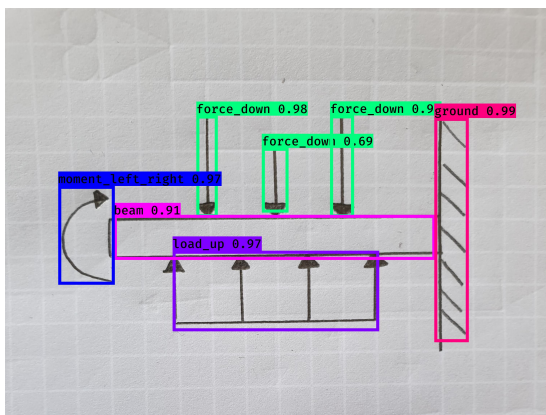 force_down 0.98
force_down 0.9
ground 0.99
force_down 0.69
moment_left_right 0.97
beam 0.91
load_up 0.97